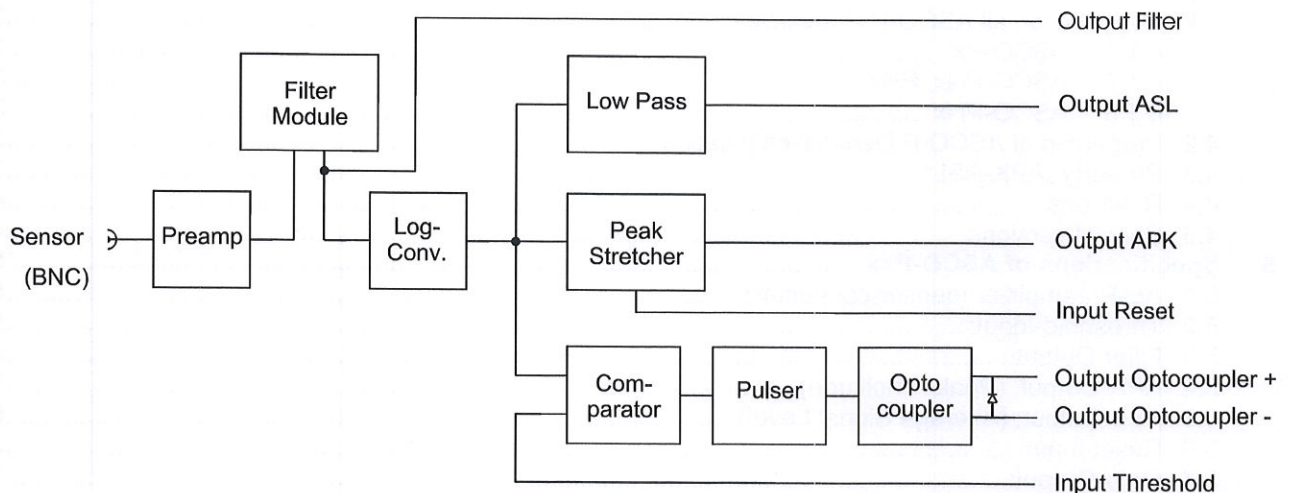 Output Filter
Filter
Module
Low Pass
Output ASL
Sensor
(BNC)
Preamp
Log-
Conv.
Peak
Stretcher
Output APK
Input Reset
Com-
parator
Pulser
Opto
coupler
Output Optocoupler +
Output Optocoupler -
Input Threshold